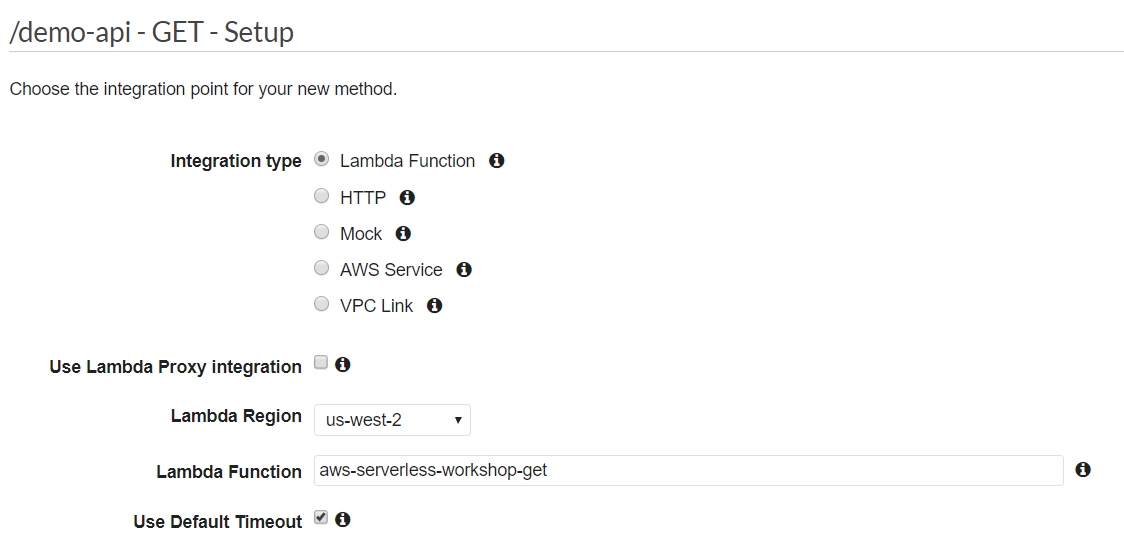 /demo-api - GET - Setup
Choose the integration point for your new method.
Integration type Lambda Function
HTTP
Mock
AWS Service
VPC Link
Use Lambda Proxy integration
Lambda Region us-west-2
Lambda Function aws-serverless-workshop-get
Use Default Timeout